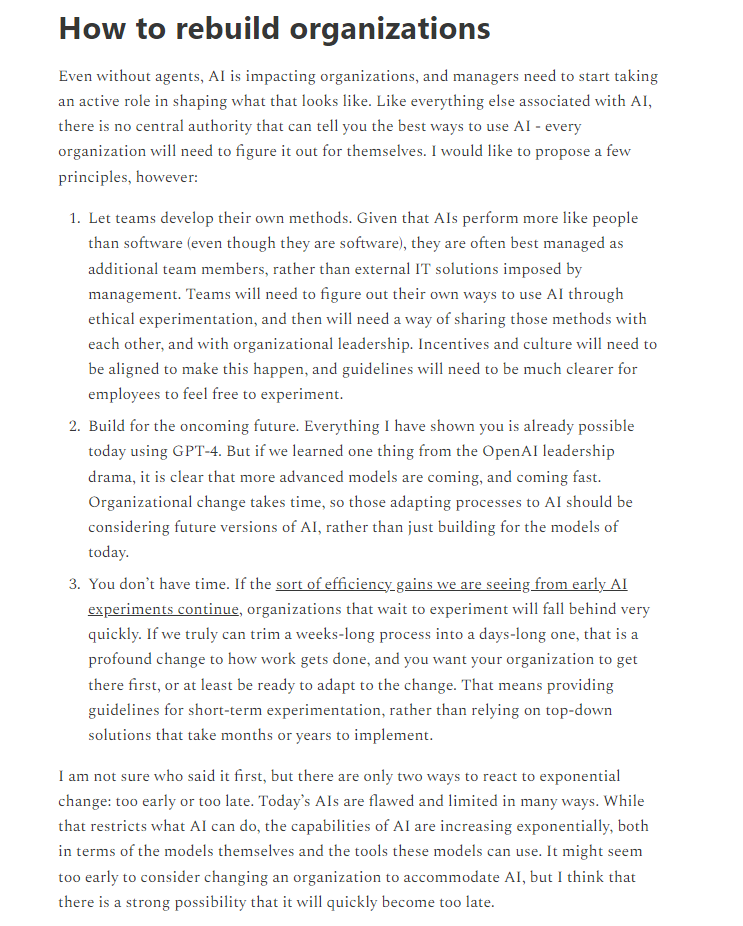 How to rebuild organizations
Even without agents, AI is impacting organizations, and managers need to start taking
an active role in shaping what that looks like. Like everything else associated with AI,
there is no central authority that can tell you the best ways to use AI - every
organization will need to figure it out for themselves. I would like to propose a few
principles, however:
1. Let teams develop their own methods. Given that AIs perform more like people
than software (even though they are software), they are often best managed as
additional team members, rather than external IT solutions imposed by
management. Teams will need to figure out their own ways to use AI through
ethical experimentation, and then will need a way of sharing those methods with
each other, and with organizational leadership. Incentives and culture will need to
be aligned to make this happen, and guidelines will need to be much clearer for
employees to feel free to experiment.
2. Build for the oncoming future. Everything I have shown you is already possible
today using GPT-4. But if we learned one thing from the OpenAI leadership
drama, it is clear that more advanced models are coming, and coming fast.
Organizational change takes time, so those adapting processes to AI should be
considering future versions of AI, rather than just building for the models of
today.
3. You don’t have time. If the sort of efficiency gains we are seeing from early AI
experiments continue, organizations that wait to experiment will fall behind very
quickly. If we truly can trim a weeks-long process into a days-long one, that is a
profound change to how work gets done, and you want your organization to get
there first, or at least be ready to adapt to the change. That means providing
guidelines for short-term experimentation, rather than relying on top-down
solutions that take months or years to implement.
I am not sure who said it first, but there are only two ways to react to exponential
change: too early or too late. Today’s AIs are flawed and limited in many ways. While
that restricts what AI can do, the capabilities of AI are increasing exponentially, both
in terms of the models themselves and the tools these models can use. It might seem
too early to consider changing an organization to accommodate AI, but I think that
there is a strong possibility that it will quickly become too late.